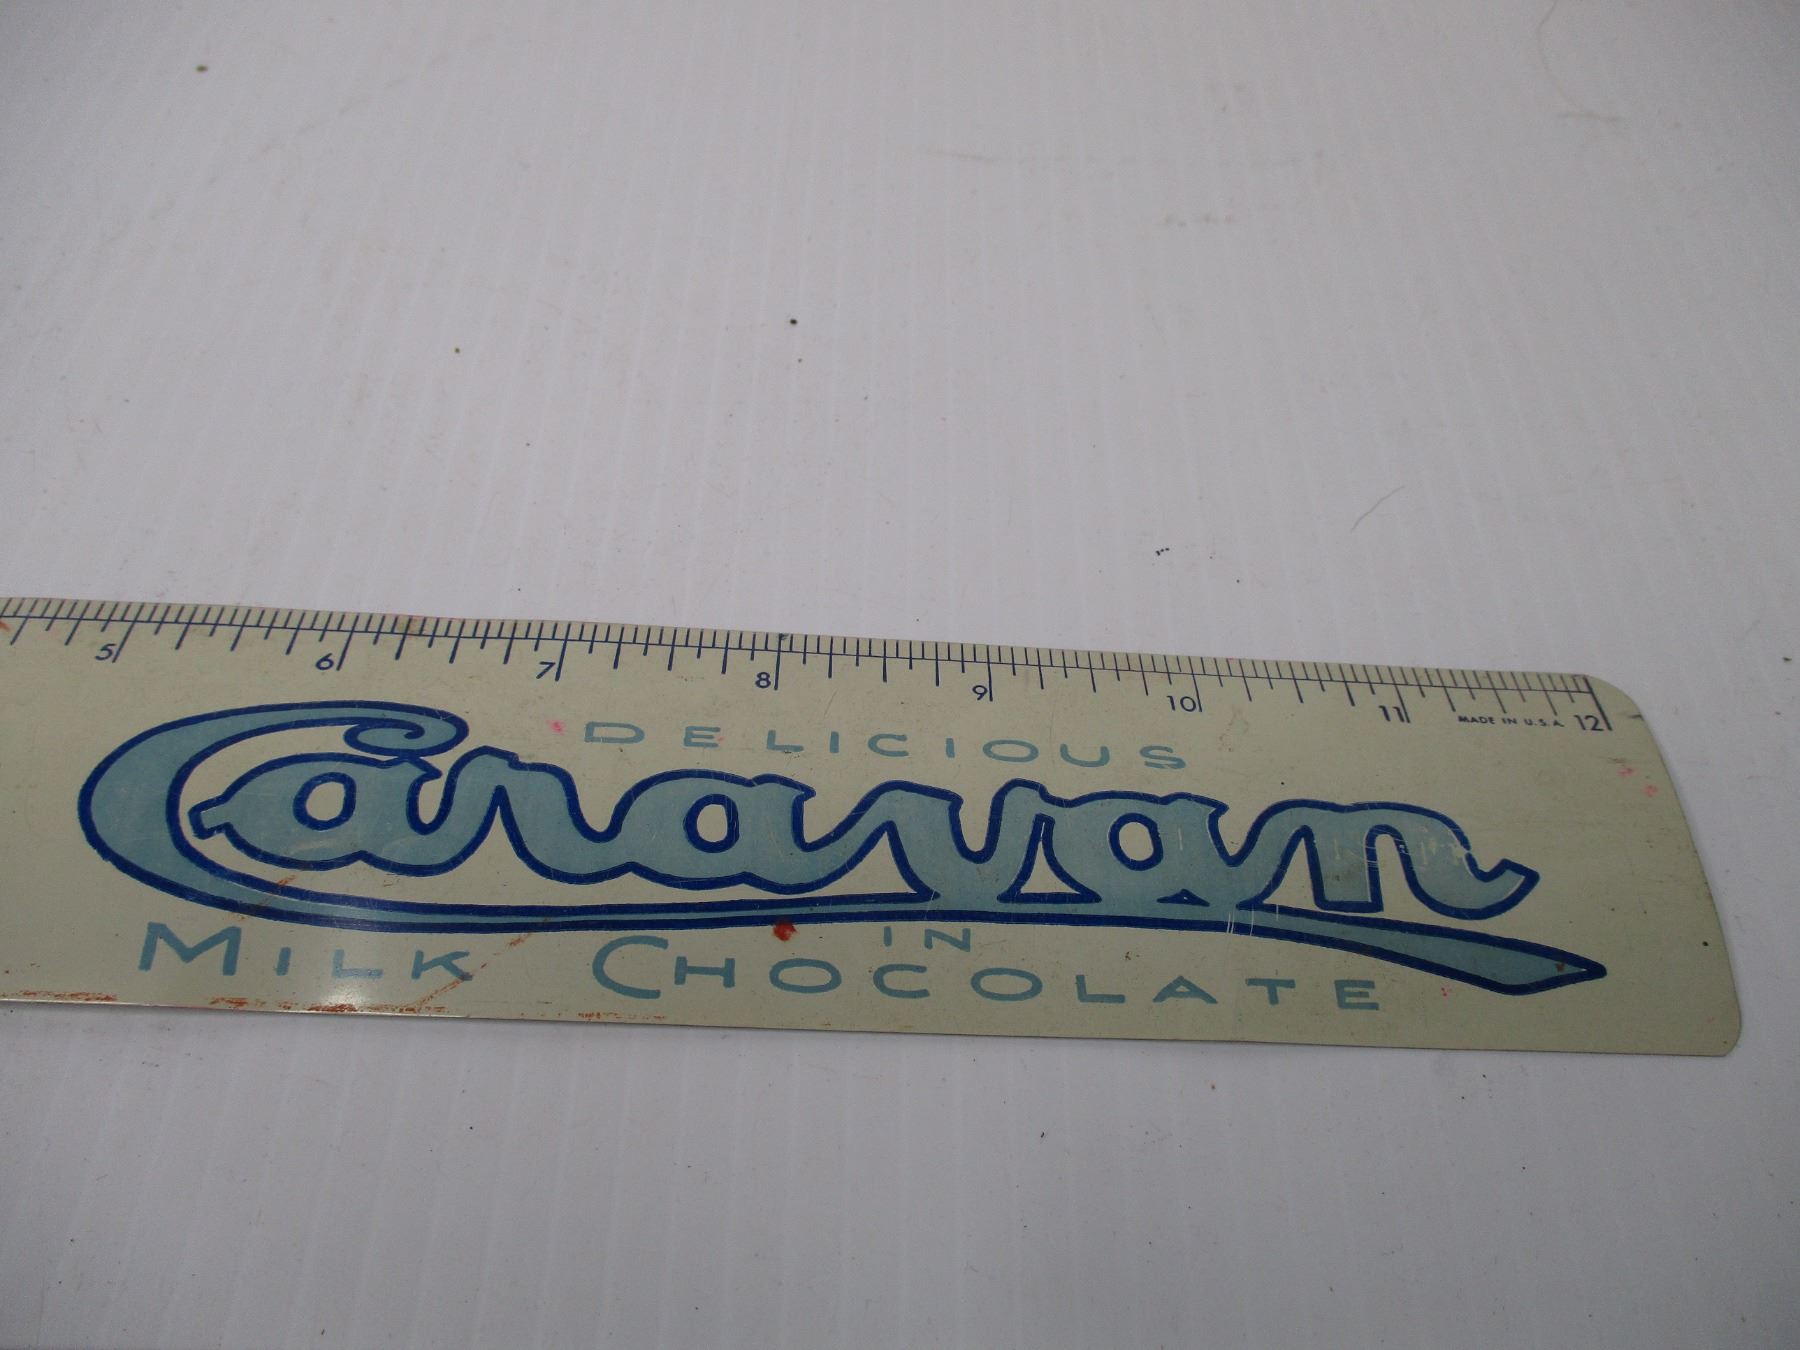 5 6 7 8 9 10 11 12
MADE IN U.S.A.
DELICIOUS
Caravan
IN
MILK CHOCOLATE